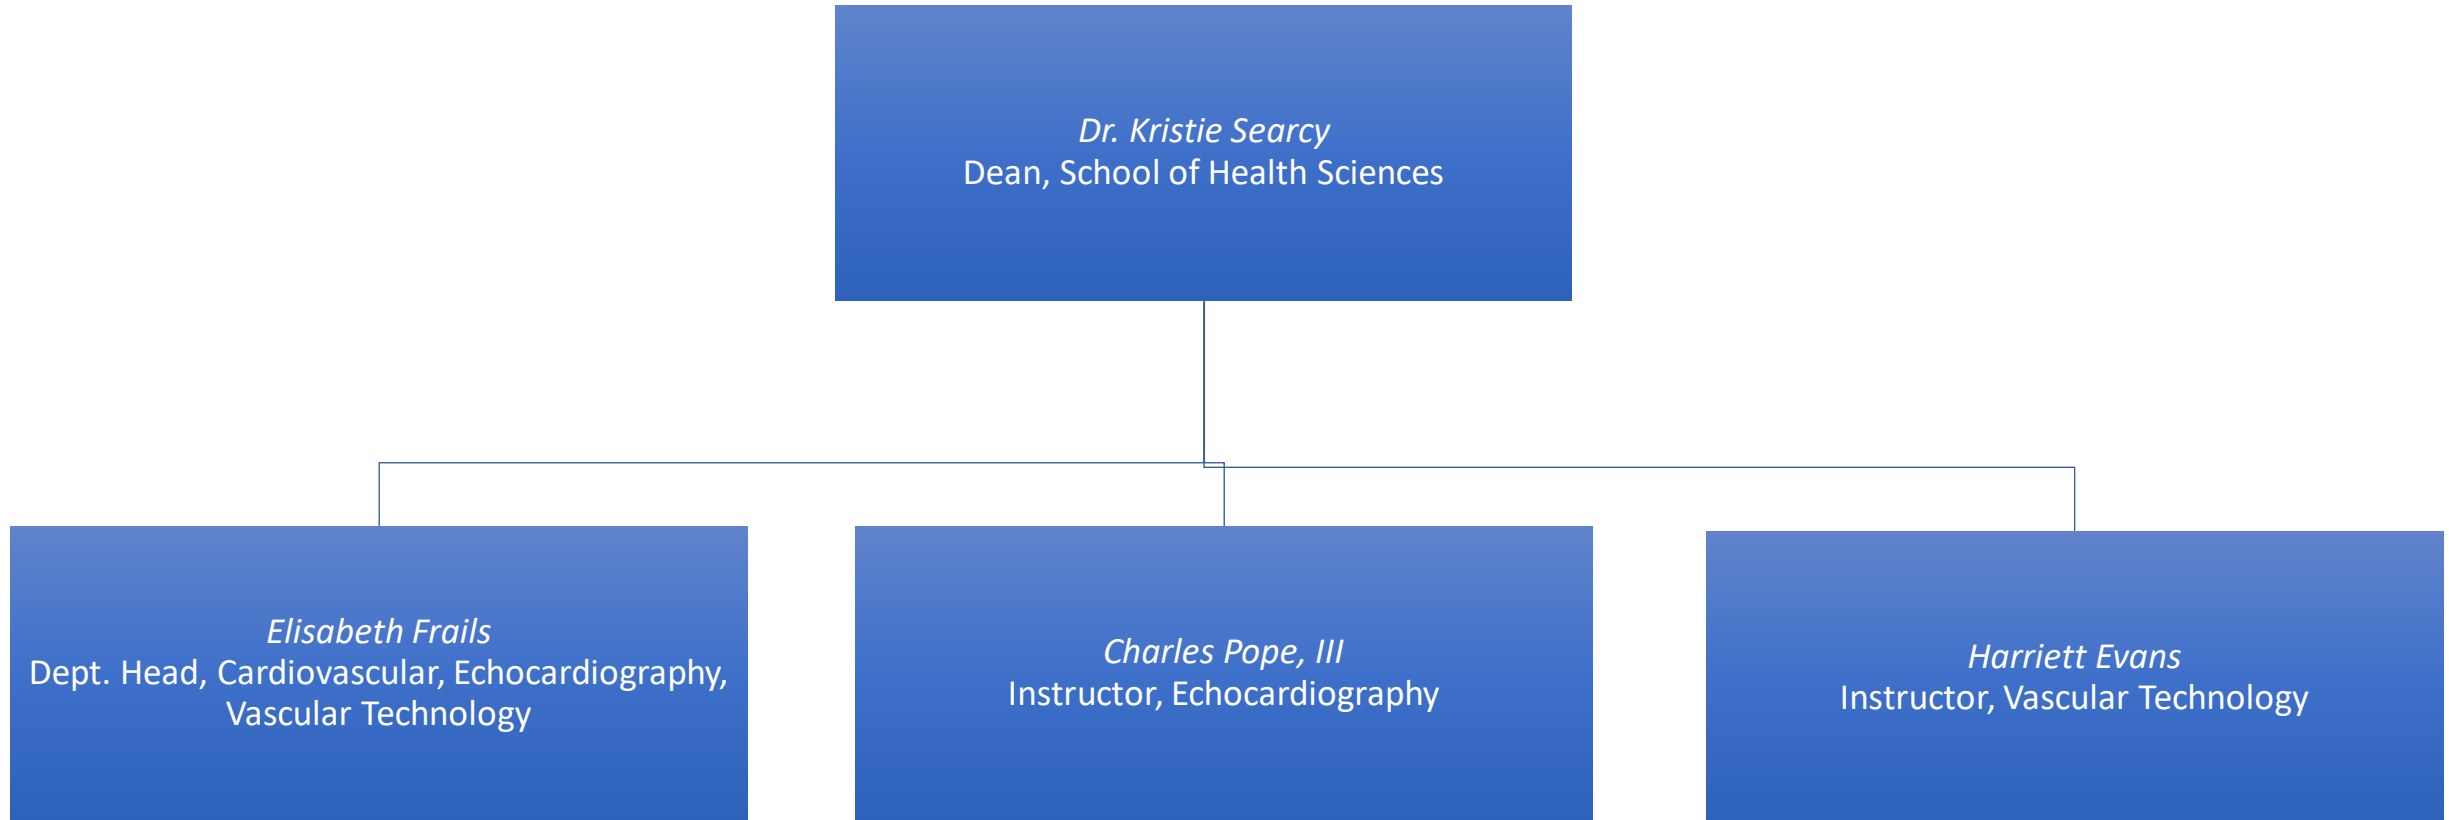 Dr. Kristie Searcy
Dean, School of Health Sciences
Elisabeth Frails
Dept. Head, Cardiovascular, Echocardiography,
Vascular Technology
Charles Pope, III
Instructor, Echocardiography
Harriett Evans
Instructor, Vascular Technology